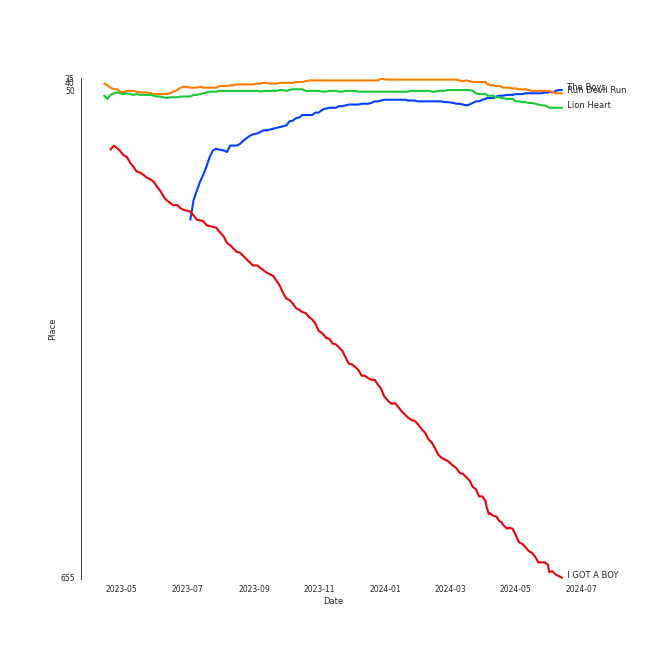 35
40
50
The Boys
Run Devil Run
Lion Heart
Place
I GOT A BOY
655
2023-05
2023-07
2023-09
2023-11
2024-01
2024-03
2024-05
2024-07
Date